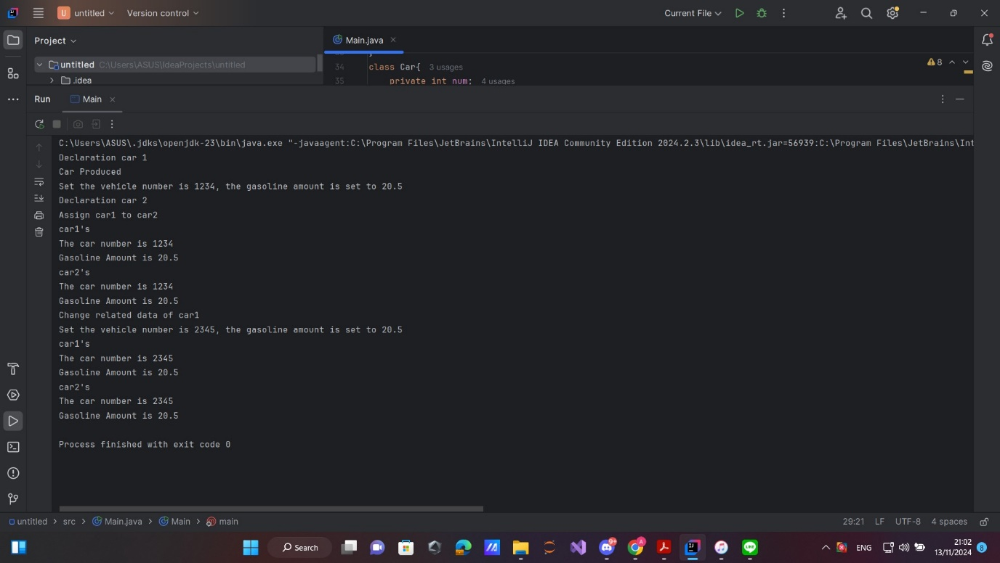 U untitled Version control Current File
Project
Main.java
untitled C:\Users\ASUS\IdeaProjects\untitled
34 class Car{ 3 usages
8
.idea
35 private int num; 4 usages
Run Main
C:\Users\ASUS\.jdks\openjdk-23\bin\java.exe "-javaagent:C:\Program Files\JetBrains\IntelliJ IDEA Community Edition 2024.2.3\lib\idea_rt.jar=56939:C:\Program Files\JetBrains\Int
Declaration car 1
Car Produced
Set the vehicle number is 1234, the gasoline amount is set to 20.5
Declaration car 2
Assign car1 to car2
car1's
The car number is 1234
Gasoline Amount is 20.5
car2's
The car number is 1234
Gasoline Amount is 20.5
Change related data of car1
Set the vehicle number is 2345, the gasoline amount is set to 20.5
car1's
The car number is 2345
Gasoline Amount is 20.5
car2's
The car number is 2345
Gasoline Amount is 20.5
Process finished with exit code 0
untitled > src > Main.java > Main > main 29:21 LF UTF-8 4 spaces
Search
ENG
21:02
13/11/2024
8